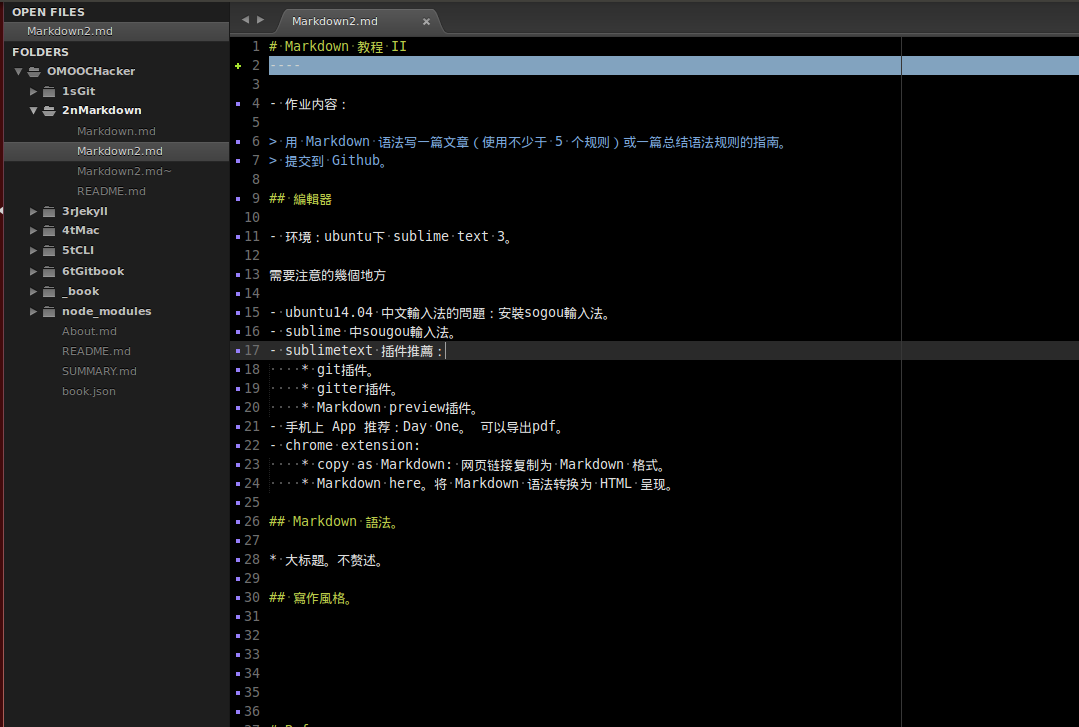 OPEN FILES
Markdown2.md
FOLDERS
OMOOCHacker
1sGit
2nMarkdown
Markdown.md
Markdown2.md
Markdown2.md~
README.md
3rJekyll
4tMac
5tCLI
6tGitbook
_book
node_modules
About.md
README.md
SUMMARY.md
book.json
Markdown2.md ×
1 # Markdown 教程 II
2 ----
3
4 - 作业内容：
5
6 > 用 Markdown 语法写一篇文章（使用不少于 5 个规则）或一篇总结语法规则的指南。
7 > 提交到 Github。
8
9 ## 編輯器
10
11 - 环境：ubuntu下 sublime text 3。
12
13 需要注意的幾個地方
14
15 - ubuntu14.04 中文輸入法的問題：安裝sogou輸入法。
16 - sublime 中sougou輸入法。
17 - sublimetext 插件推薦：
18 * git插件。
19 * gitter插件。
20 * Markdown preview插件。
21 - 手机上 App 推荐：Day One。 可以导出pdf。
22 - chrome extension:
23 * copy as Markdown: 网页链接复制为 Markdown 格式。
24 * Markdown here。将 Markdown 语法转换为 HTML 呈现。
25
26 ## Markdown 語法。
27
28 * 大标题。不赘述。
29
30 ## 寫作風格。
31
32
33
34
35
36